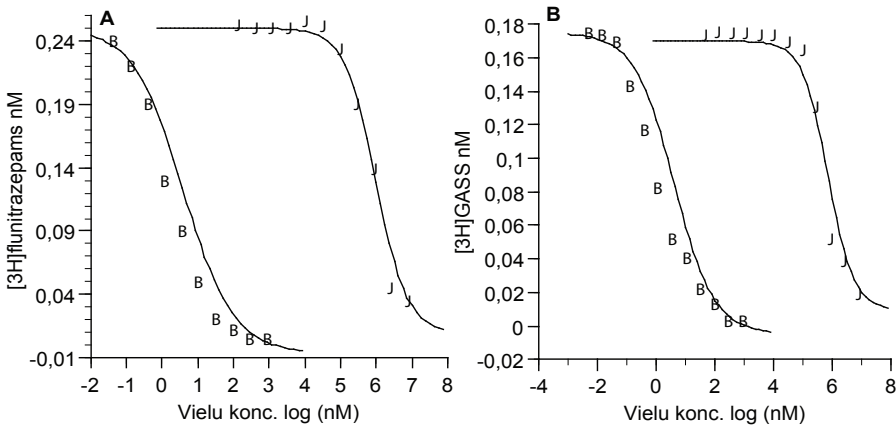 A
0,24
0,19
0,14
0,09
0,04
-0,01
[3H]flunitrazepams nM
B B B B B B B B B B B
J J J J J J J J J J
-2 -1 0 1 2 3 4 5 6 7 8
Vielu konc. log (nM)
B
0,18
0,16
0,14
0,12
0,1
0,08
0,06
0,04
0,02
0
-0,02
[3H]GASS nM
B B B B B B B B B B B B
J J J J J J J J J J J
-4 -2 0 2 4 6 8
Vielu konc. log (nM)